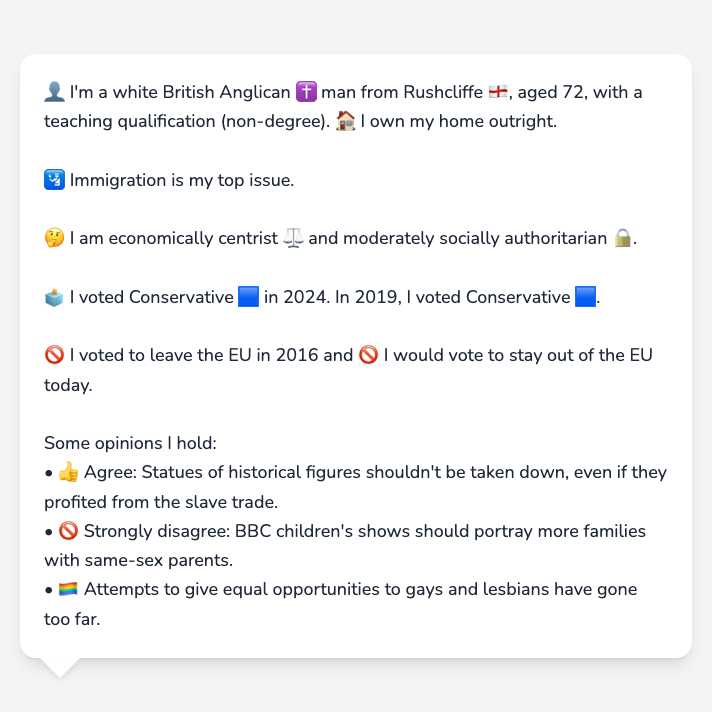 👤 I'm a white British Anglican ✝️ man from Rushcliffe 🏴󠁧󠁢󠁥󠁮󠁧󠁿, aged 72, with a
teaching qualification (non-degree). 🏠 I own my home outright.
🛂 Immigration is my top issue.
🤔 I am economically centrist ⚖️ and moderately socially authoritarian 🔒.
🗳️ I voted Conservative 🟦 in 2024. In 2019, I voted Conservative 🟦.
🚫 I voted to leave the EU in 2016 and 🚫 I would vote to stay out of the EU
today.
Some opinions I hold:
• 👍 Agree: Statues of historical figures shouldn't be taken down, even if they
profited from the slave trade.
• 🚫 Strongly disagree: BBC children's shows should portray more families
with same-sex parents.
• 🏳️‍🌈 Attempts to give equal opportunities to gays and lesbians have gone
too far.